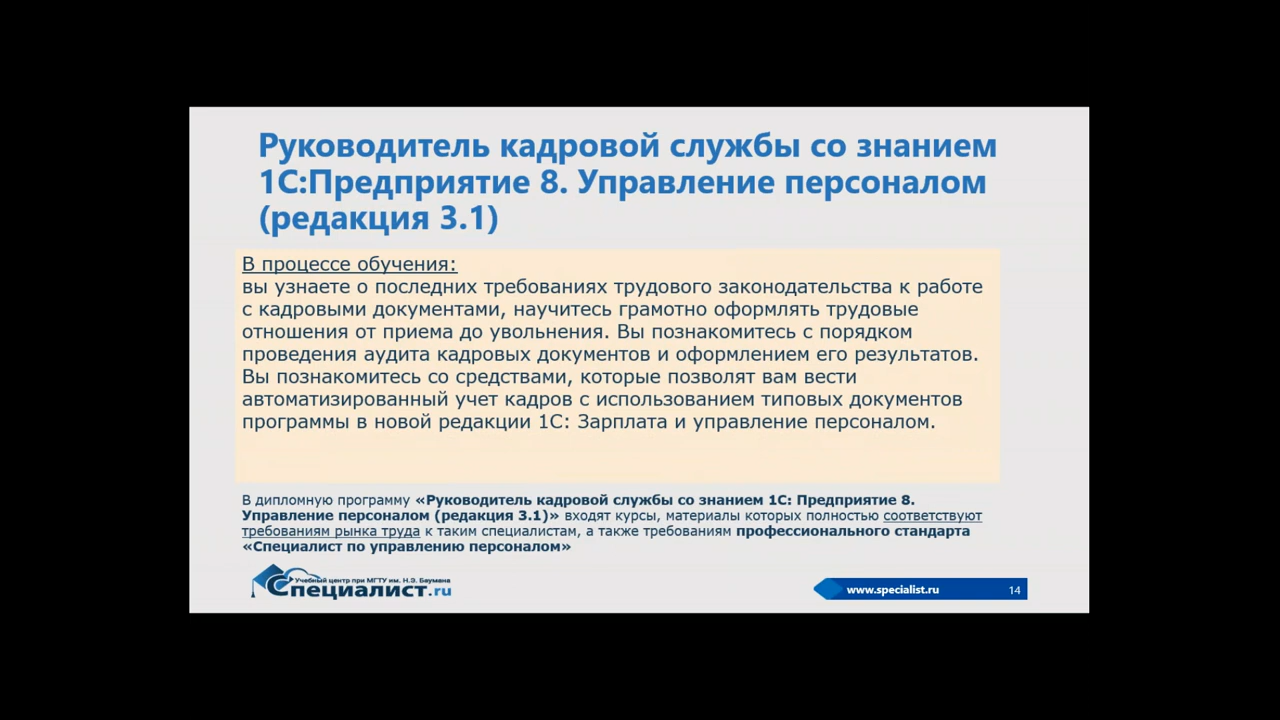 Руководитель кадровой службы со знанием
1С:Предприятие 8. Управление персоналом
(редакция 3.1)
В процессе обучения:
вы узнаете о последних требованиях трудового законодательства к работе
с кадровыми документами, научитесь грамотно оформлять трудовые
отношения от приема до увольнения. Вы познакомитесь с порядком
проведения аудита кадровых документов и оформлением его результатов.
Вы познакомитесь со средствами, которые позволят вам вести
автоматизированный учет кадров с использованием типовых документов
программы в новой редакции 1С: Зарплата и управление персоналом.
В дипломную программу «Руководитель кадровой службы со знанием 1С: Предприятие 8.
Управление персоналом (редакция 3.1)» входят курсы, материалы которых полностью соответствуют
требованиям рынка труда к таким специалистам, а также требованиям профессионального стандарта
«Специалист по управлению персоналом»
Учебный центр при МГТУ им. Н.Э. Баумана
Специалист.ru
www.specialist.ru
14